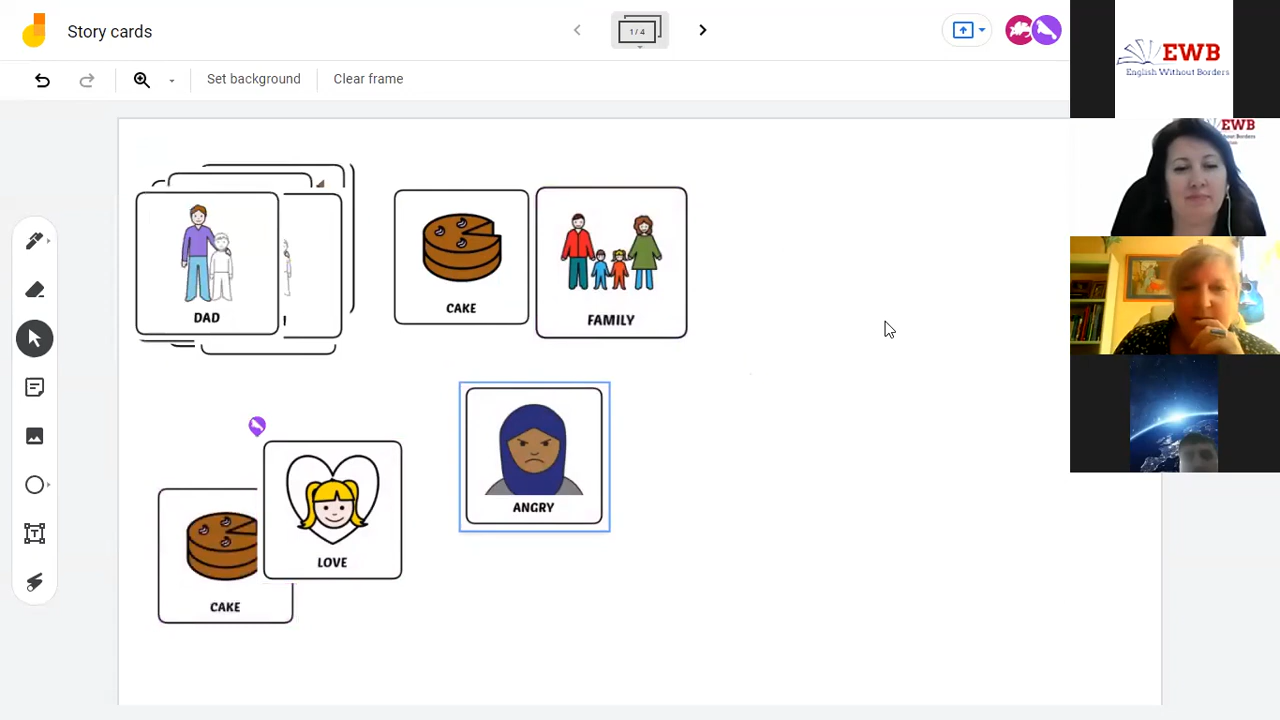 Story cards
1 / 4
Set background
Clear frame
DAD
CAKE
FAMILY
CAKE
LOVE
ANGRY
EWB
English Without Borders
EWB